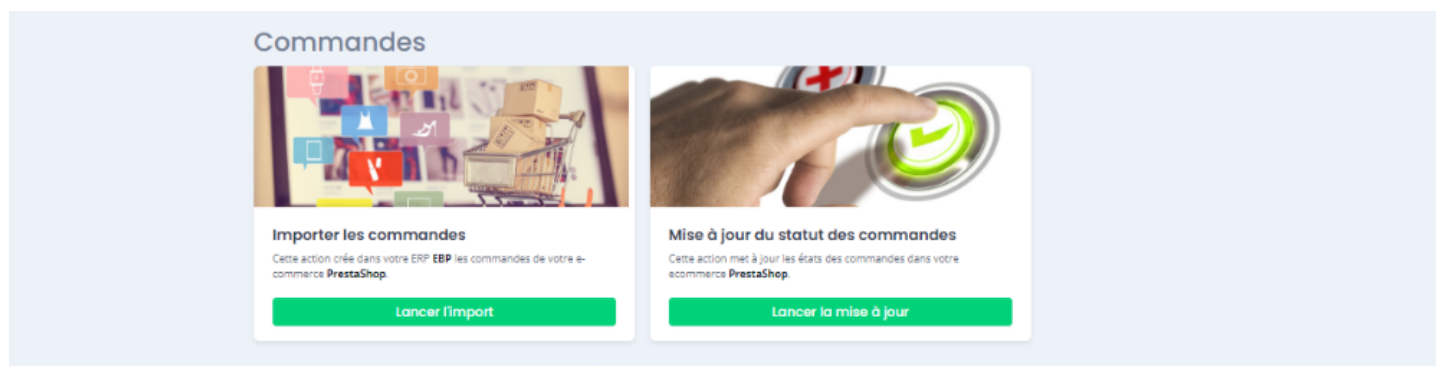 Commandes
Importer les commandes
Cette action crée dans votre ERP EBP les commandes de votre e-
commerce PrestaShop.
Lancer l'import
Mise à jour du statut des commandes
Cette action met à jour les états des commandes dans votre
ecommerce PrestaShop.
Lancer la mise à jour